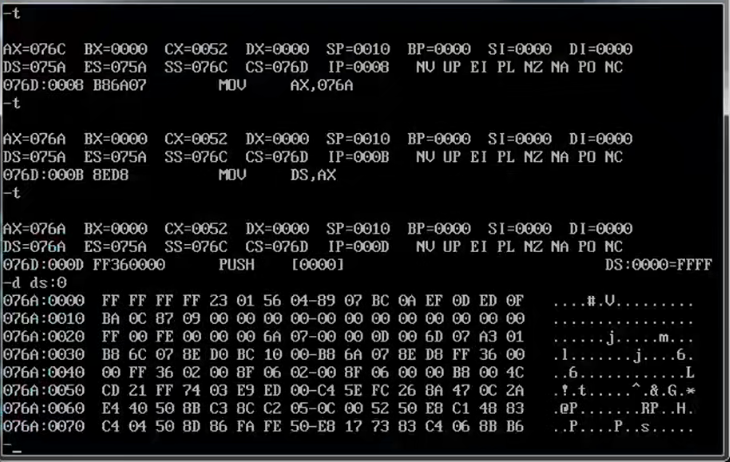 -t
AX=076C BX=0000 CX=0052 DX=0000 SP=0010 BP=0000 SI=0000 DI=0000
DS=075A ES=075A SS=076C CS=076D IP=0008 NV UP EI PL NZ NA PO NC
076D:0008 B86A07 MOV AX,076A
-t
AX=076A BX=0000 CX=0052 DX=0000 SP=0010 BP=0000 SI=0000 DI=0000
DS=075A ES=075A SS=076C CS=076D IP=000B NV UP EI PL NZ NA PO NC
076D:000B 8ED8 MOV DS,AX
-t
AX=076A BX=0000 CX=0052 DX=0000 SP=0010 BP=0000 SI=0000 DI=0000
DS=076A ES=075A SS=076C CS=076D IP=000D NV UP EI PL NZ NA PO NC
076D:000D FF360000 PUSH [0000] DS:0000=FFFF
-d ds:0
076A:0000 FF FF FF FF 23 01 56 04-89 07 BC 0A EF 0D ED 0F ....#.V.........
076A:0010 BA 0C 87 09 00 00 00 00-00 00 00 00 00 00 00 00 ................
076A:0020 FF 00 FE 00 00 00 6A 07-00 00 0D 00 6D 07 A3 01 ......j.....m...
076A:0030 B8 6C 07 8E D0 BC 10 00-B8 6A 07 8E D8 FF 36 00 .l.......j....6.
076A:0040 00 FF 36 02 00 8F 06 02-00 8F 06 00 00 B8 00 4C ..6............L
076A:0050 CD 21 FF 74 03 E9 ED 00-C4 5E FC 26 8A 47 0C 2A .!.t.....^.&.G.*
076A:0060 E4 40 50 8B C3 8C C2 05-0C 00 52 50 E8 C1 48 83 .@P.......RP..H.
076A:0070 C4 04 50 8D 86 FA FE 50-E8 17 73 83 C4 06 8B B6 ..P....P..s.....
-